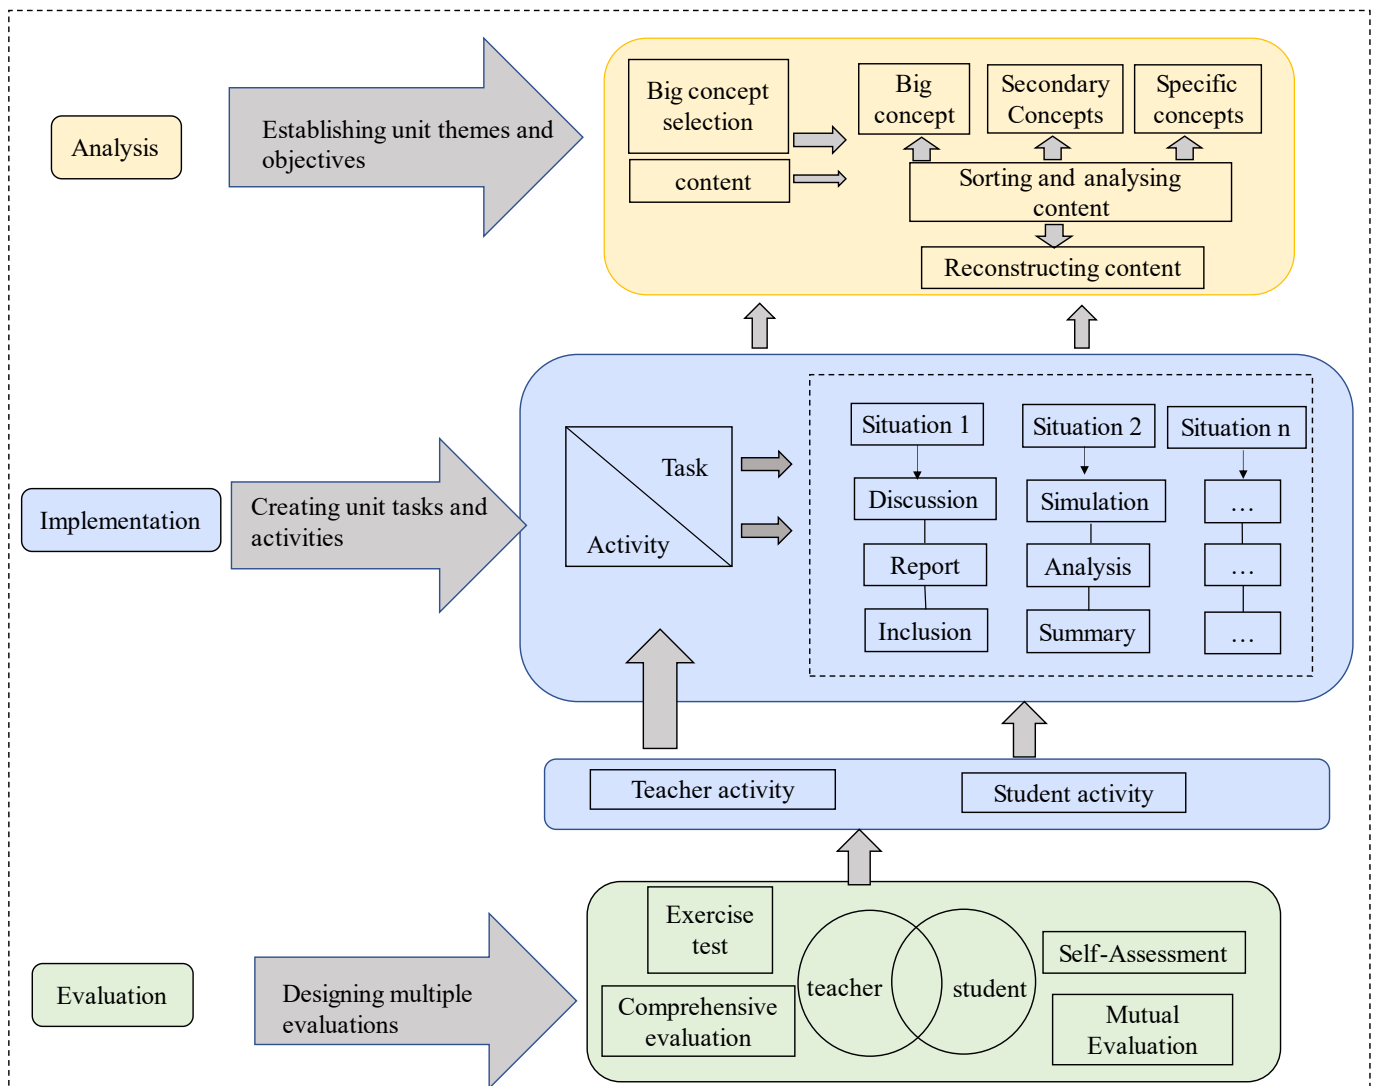 Analysis
Establishing unit themes and
objectives
Big concept
selection
content
Big
concept
Secondary
Concepts
Specific
concepts
Sorting and analysing
content
Reconstructing content
Implementation
Creating unit tasks and
activities
Task
Activity
Situation 1
Discussion
Report
Inclusion
Situation 2
Simulation
Analysis
Summary
Situation n
...
...
...
Teacher activity
Student activity
Evaluation
Designing multiple
evaluations
Exercise
test
Comprehensive
evaluation
teacher
student
Self-Assessment
Mutual
Evaluation